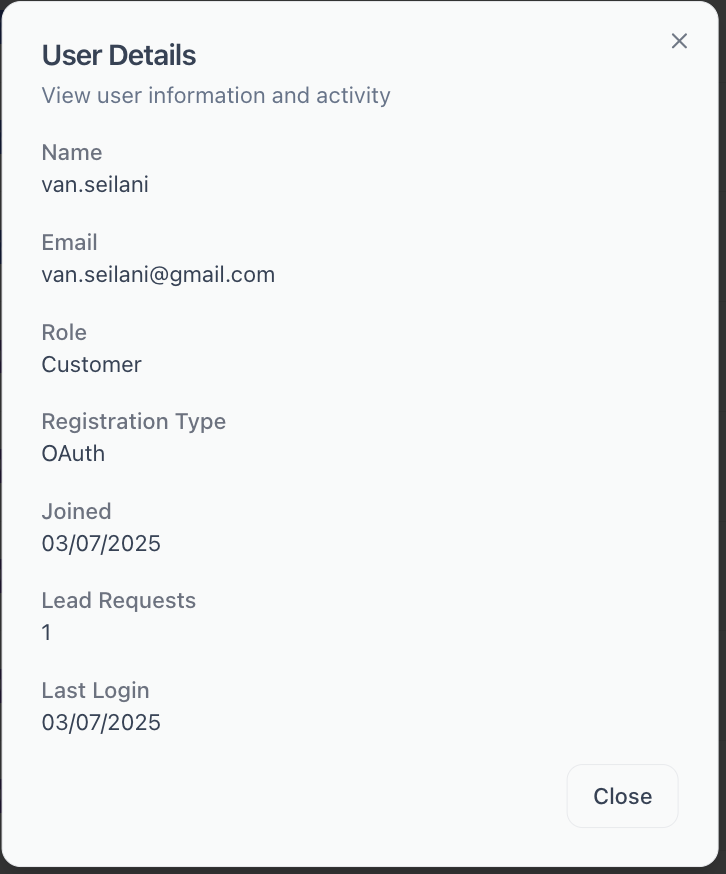 User Details
View user information and activity
Name
van.seilani
Email
van.seilani@gmail.com
Role
Customer
Registration Type
OAuth
Joined
03/07/2025
Lead Requests
1
Last Login
03/07/2025
Close